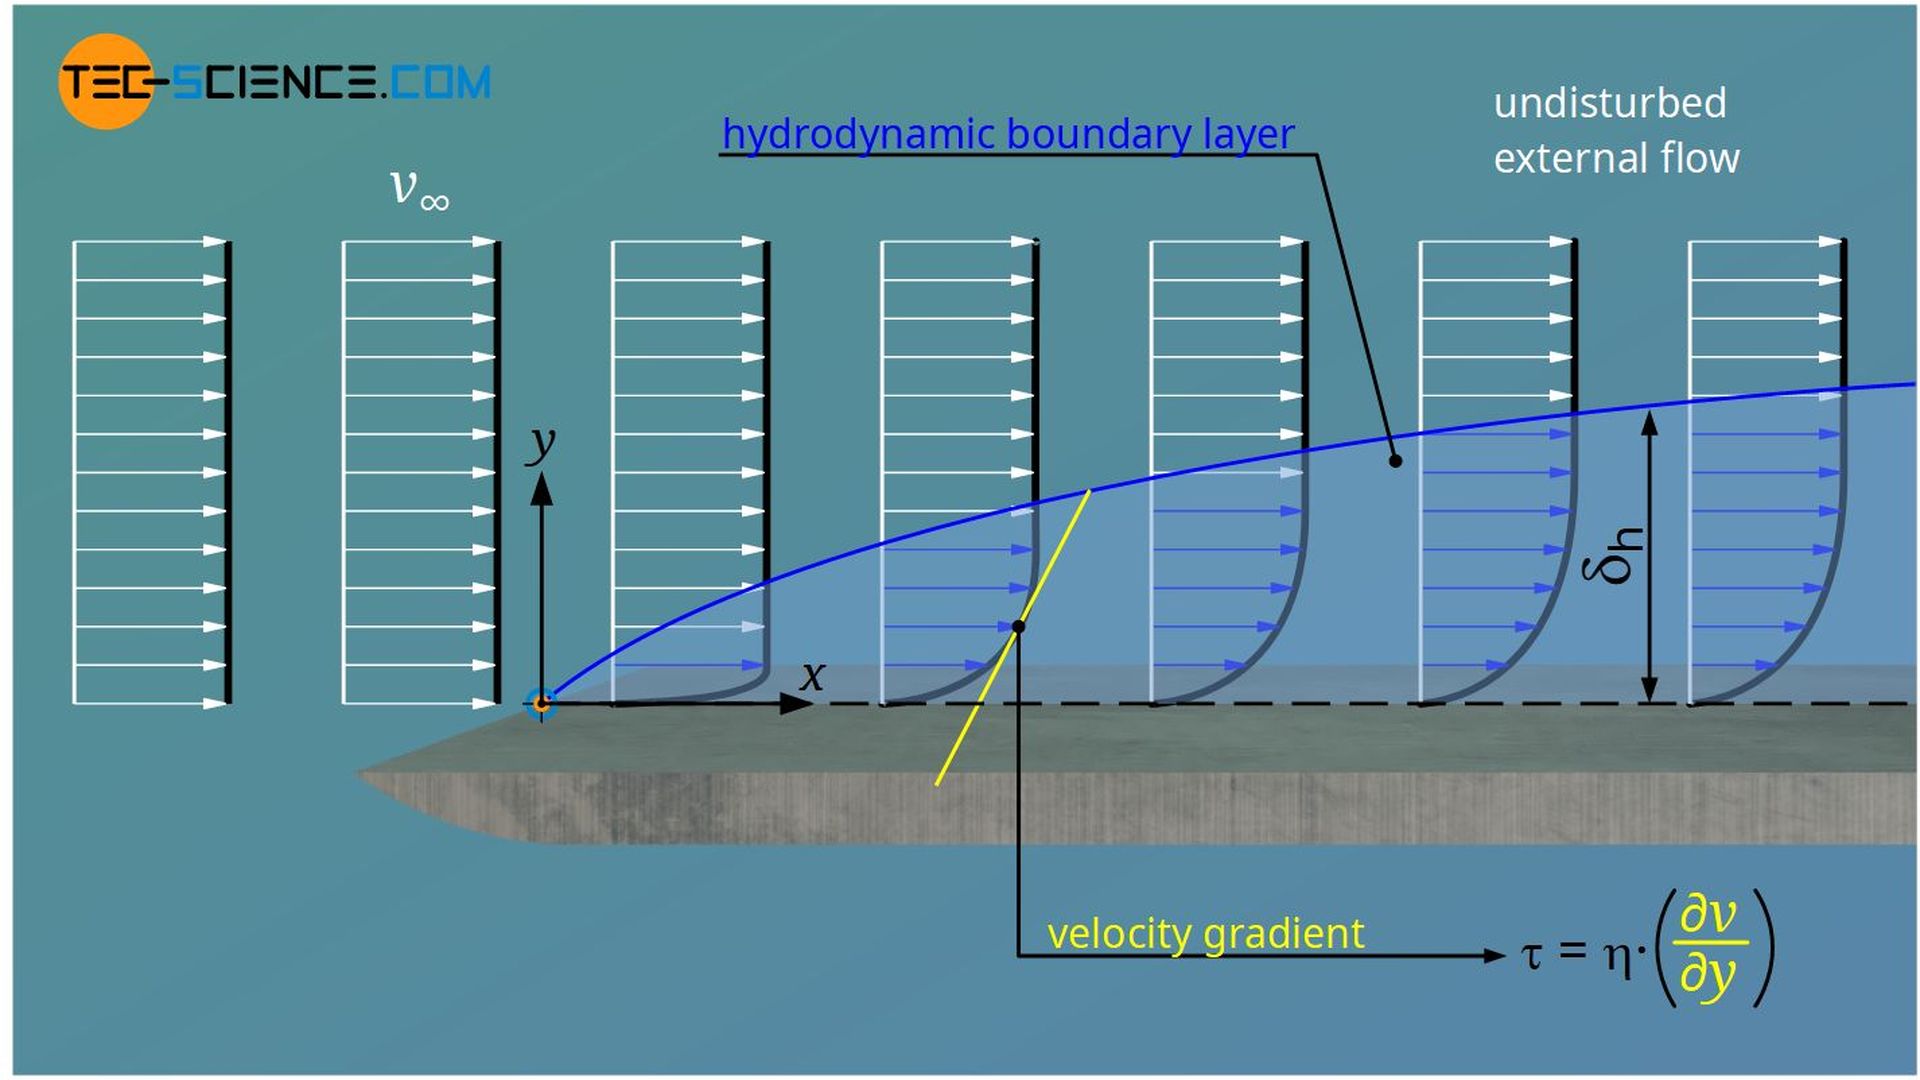 TEC-SCIENCE.COM
hydrodynamic boundary layer
undisturbed
external flow
v∞
y
x
δh
velocity gradient
τ = η·(∂v/∂y)